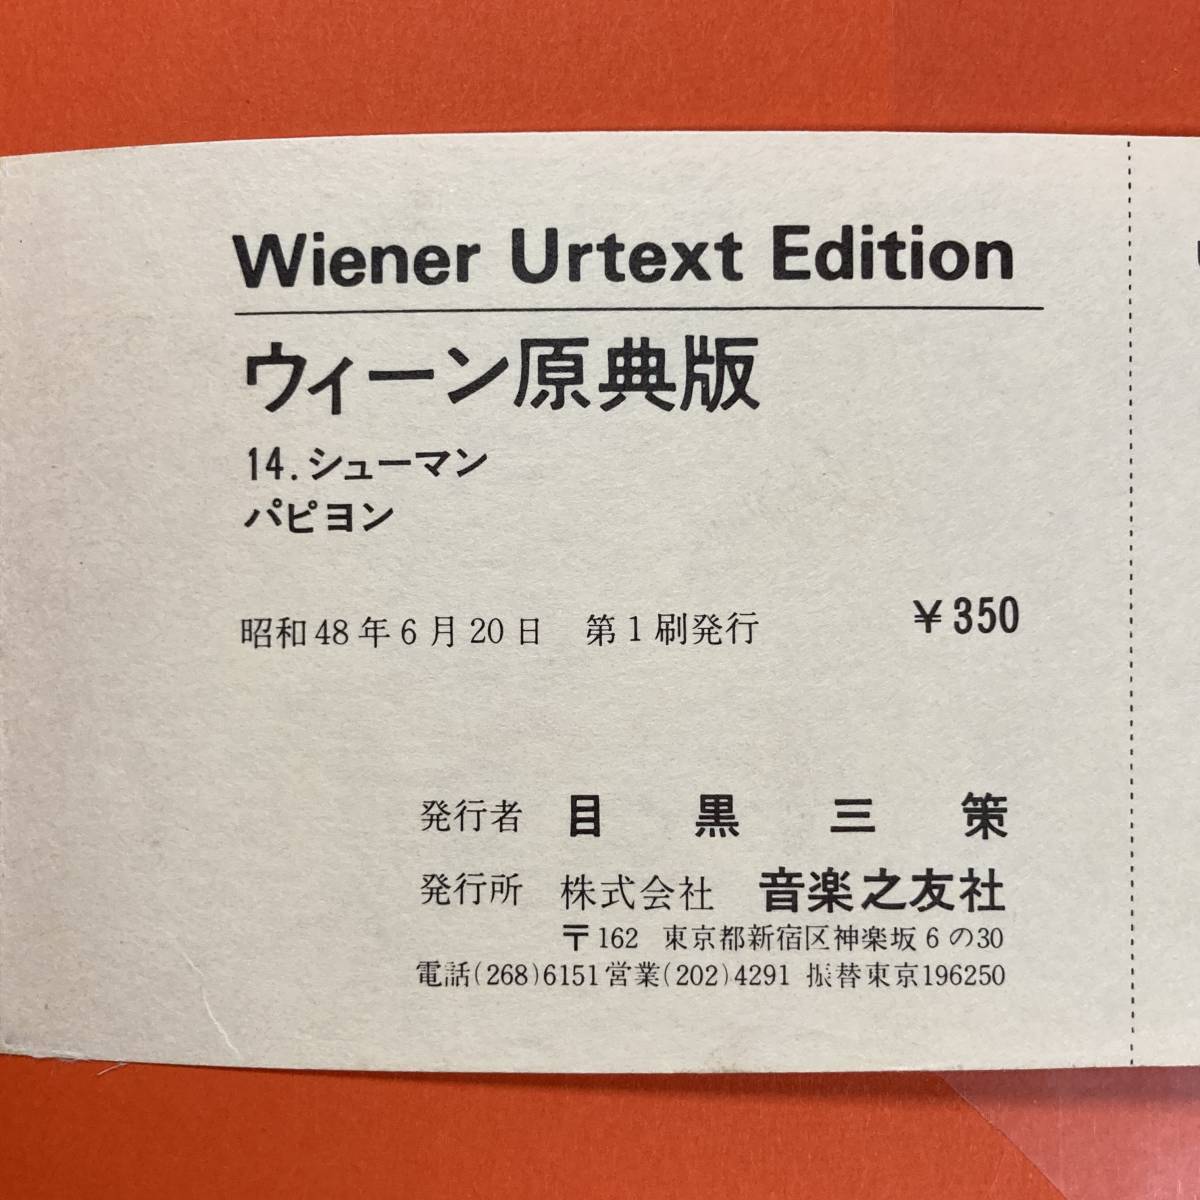 Wiener Urtext Edition
ウィーン原典版
14.シューマン
パピヨン
昭和48年6月20日 第1刷発行 ¥350
発行者 目黒三策
発行所 株式会社 音楽之友社
〒162 東京都新宿区神楽坂6の30
電話(268)6151営業(202)4291 振替東京196250